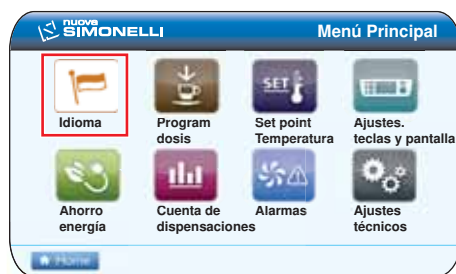 nuova
SIMONELLI
Menú Principal
SET
Idioma
Program
dosis
Set point
Temperatura
Ajustes.
teclas y pantalla
Ahorro
energía
Cuenta de
dispensaciones
Alarmas
Ajustes
técnicos
Home